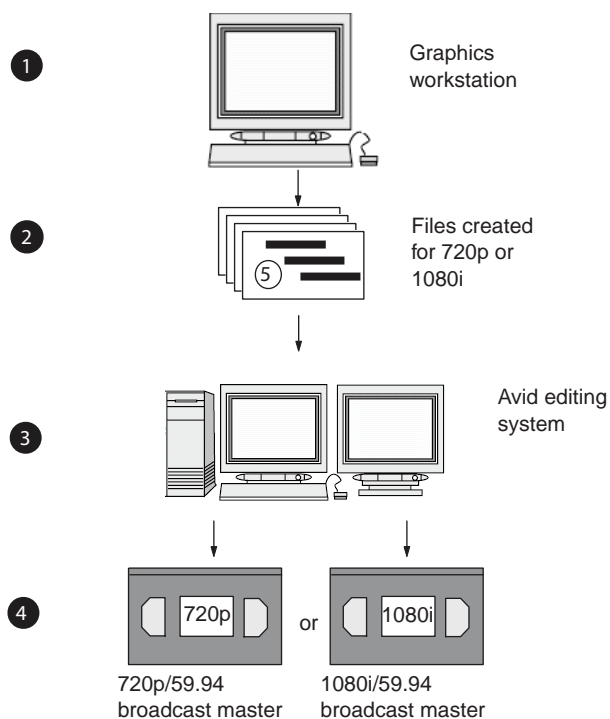 1
Graphics
workstation
2
Files created
for 720p or
1080i
5
3
Avid editing
system
4
720p
or
1080i
720p/59.94
broadcast master
1080i/59.94
broadcast master